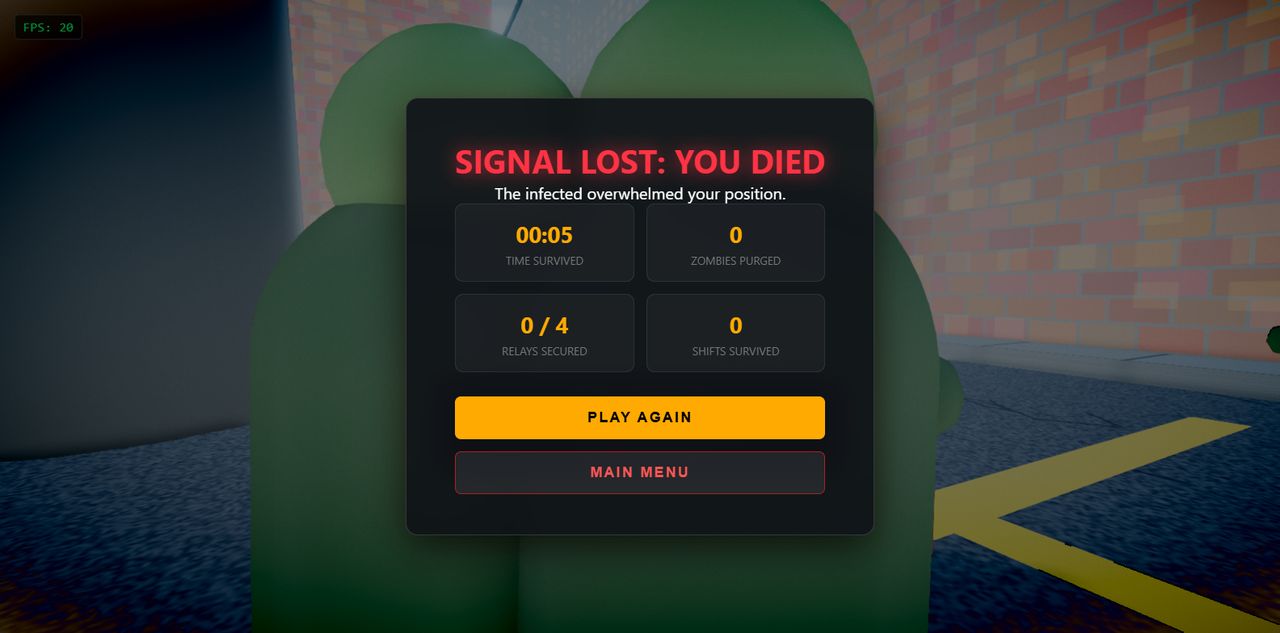 FPS: 20
SIGNAL LOST: YOU DIED
The infected overwhelmed your position.
00:05
TIME SURVIVED
0
ZOMBIES PURGED
0 / 4
RELAYS SECURED
0
SHIFTS SURVIVED
PLAY AGAIN
MAIN MENU